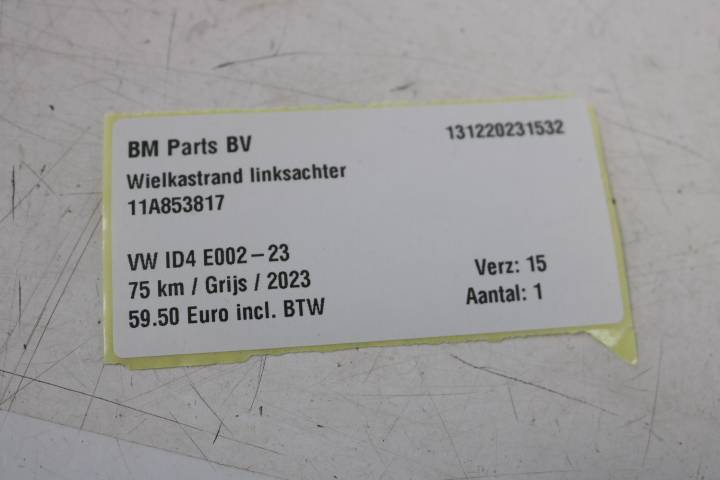 BM Parts BV
131220231532
Wielkastrand linksachter
11A853817
VW ID4 E002-23
75 km / Grijs / 2023
59.50 Euro incl. BTW
Verz: 15
Aantal: 1